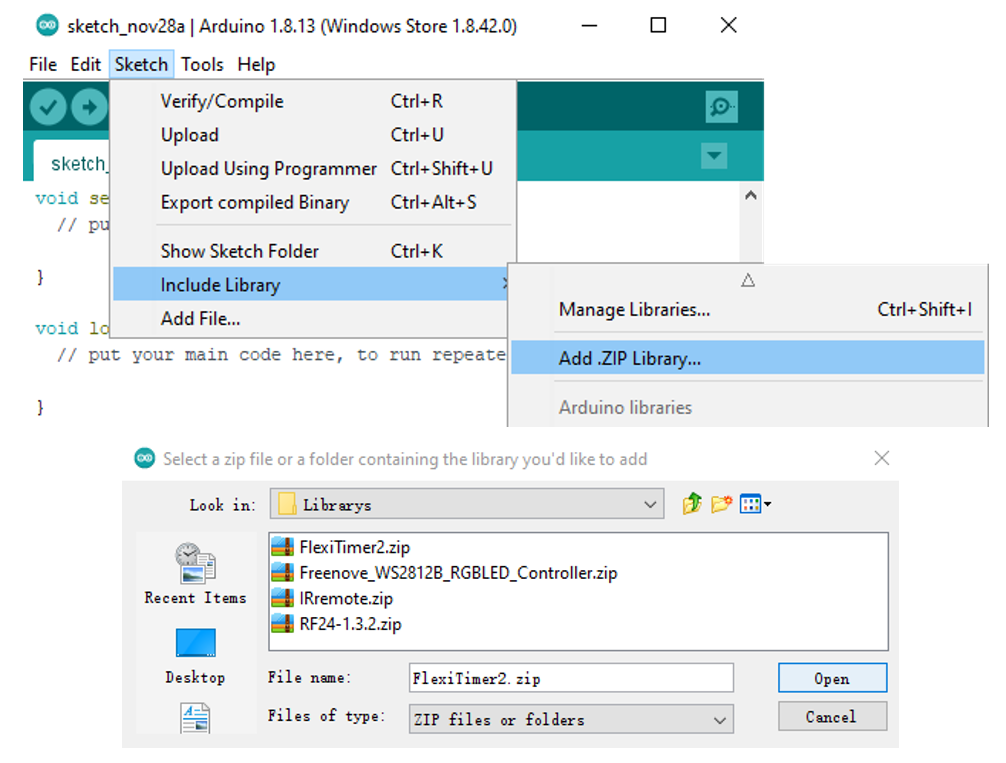 sketch_nov28a | Arduino 1.8.13 (Windows Store 1.8.42.0)
File Edit Sketch Tools Help
Verify/Compile Ctrl+R
Upload Ctrl+U
Upload Using Programmer Ctrl+Shift+U
Export compiled Binary Ctrl+Alt+S
Show Sketch Folder Ctrl+K
Include Library
Add File...
sketch_
void se
// pu
}
void lo
// put your main code here, to run repeate
}
Manage Libraries... Ctrl+Shift+I
Add .ZIP Library...
Arduino libraries
Select a zip file or a folder containing the library you'd like to add
Look in: Librarys
Recent Items
Desktop
FlexiTimer2.zip
Freenove_WS2812B_RGBLED_Controller.zip
IRremote.zip
RF24-1.3.2.zip
File name: FlexiTimer2.zip Open
Files of type: ZIP files or folders Cancel